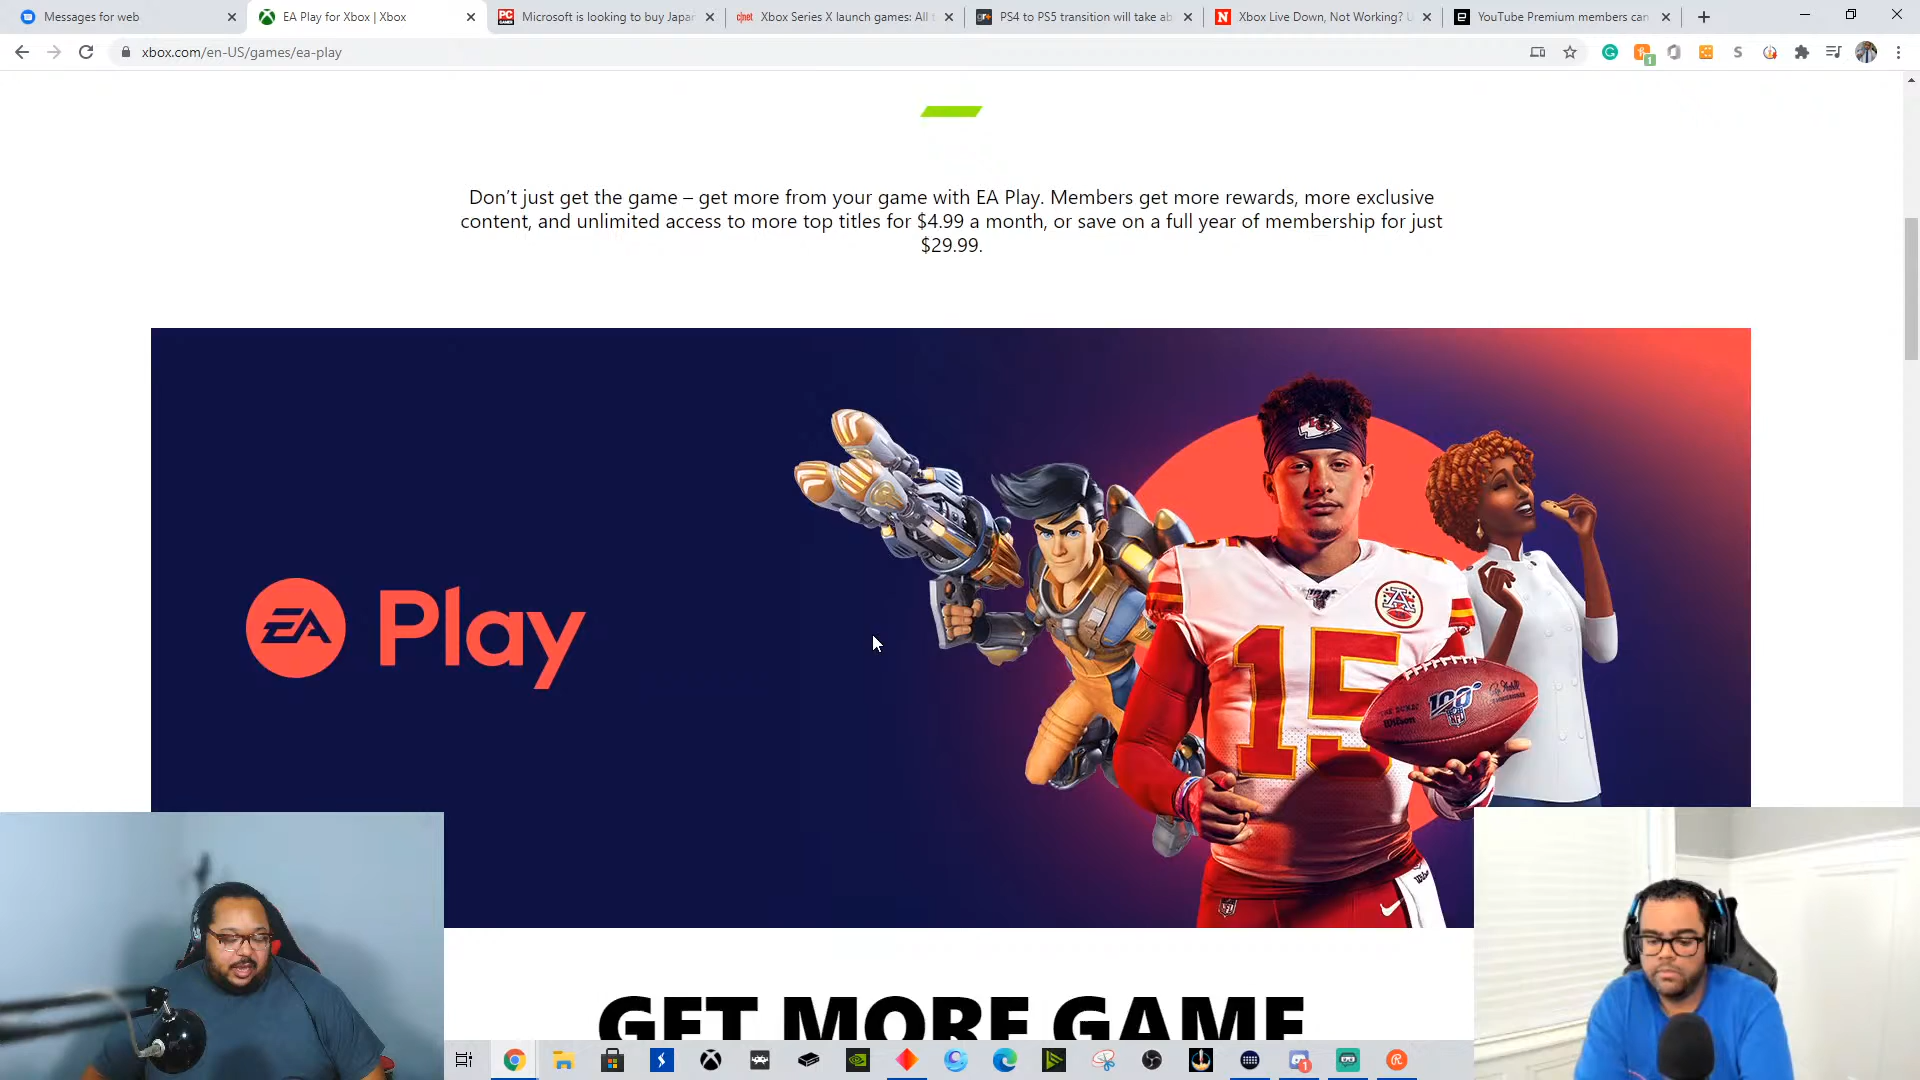 Messages for web
EA Play for Xbox | Xbox
Microsoft is looking to buy Japan
Xbox Series X launch games: All t
PS4 to PS5 transition will take ab
Xbox Live Down, Not Working? U
YouTube Premium members can
xbox.com/en-US/games/ea-play
Don't just get the game – get more from your game with EA Play. Members get more rewards, more exclusive
content, and unlimited access to more top titles for $4.99 a month, or save on a full year of membership for just
$29.99.
EA Play
15
100
Wilson
GET MORE GAME